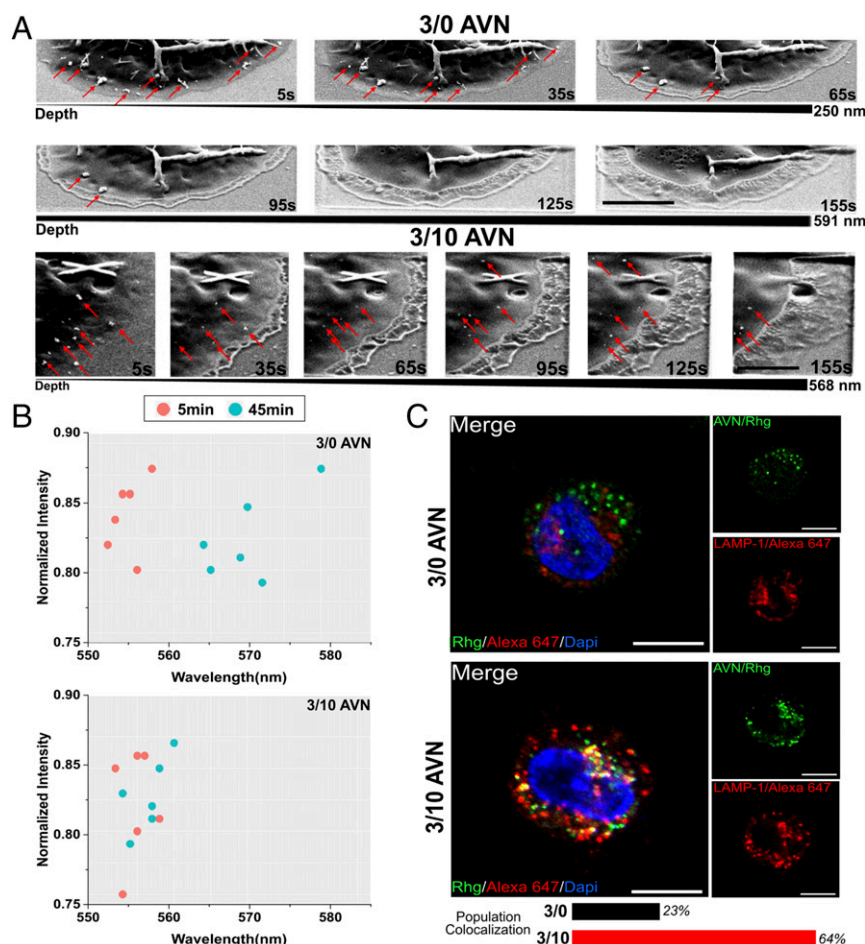 A
3/0 AVN
5s
35s
65s
Depth
250 nm
95s
125s
155s
Depth
591 nm
3/10 AVN
5s
35s
65s
95s
125s
155s
Depth
568 nm
B
5min
45min
3/0 AVN
0.90
0.85
0.80
0.75
Normalized Intensity
550
560
570
580
Wavelength(nm)
3/10 AVN
0.90
0.85
0.80
0.75
Normalized Intensity
550
560
570
580
Wavelength(nm)
C
3/0 AVN
Merge
Rhg/Alexa 647/Dapi
AVN/Rhg
LAMP-1/Alexa 647
3/10 AVN
Merge
Rhg/Alexa 647/Dapi
AVN/Rhg
LAMP-1/Alexa 647
Population
Colocalization
3/0
23%
3/10
64%